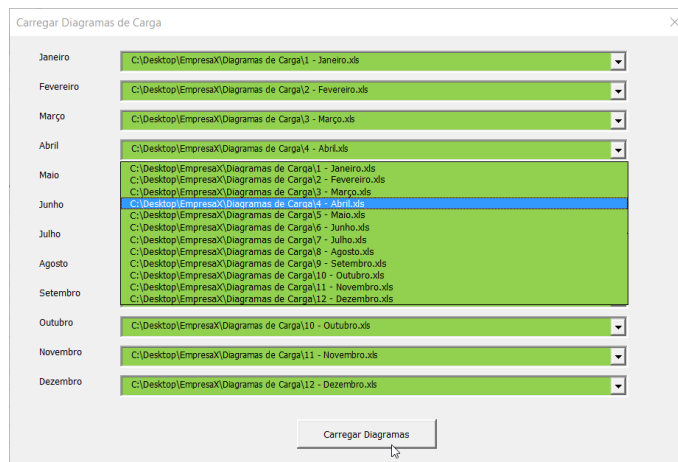 Carregar Diagramas de Carga
Janeiro C:\Desktop\EmpresaX\Diagramas de Carga\1 - Janeiro.xls
Fevereiro C:\Desktop\EmpresaX\Diagramas de Carga\2 - Fevereiro.xls
Março C:\Desktop\EmpresaX\Diagramas de Carga\3 - Março.xls
Abril C:\Desktop\EmpresaX\Diagramas de Carga\4 - Abril.xls
Maio
Junho
Julho
Agosto
Setembro
C:\Desktop\EmpresaX\Diagramas de Carga\1 - Janeiro.xls
C:\Desktop\EmpresaX\Diagramas de Carga\2 - Fevereiro.xls
C:\Desktop\EmpresaX\Diagramas de Carga\3 - Março.xls
C:\Desktop\EmpresaX\Diagramas de Carga\4 - Abril.xls
C:\Desktop\EmpresaX\Diagramas de Carga\5 - Maio.xls
C:\Desktop\EmpresaX\Diagramas de Carga\6 - Junho.xls
C:\Desktop\EmpresaX\Diagramas de Carga\7 - Julho.xls
C:\Desktop\EmpresaX\Diagramas de Carga\8 - Agosto.xls
C:\Desktop\EmpresaX\Diagramas de Carga\9 - Setembro.xls
C:\Desktop\EmpresaX\Diagramas de Carga\10 - Outubro.xls
C:\Desktop\EmpresaX\Diagramas de Carga\11 - Novembro.xls
C:\Desktop\EmpresaX\Diagramas de Carga\12 - Dezembro.xls
Outubro C:\Desktop\EmpresaX\Diagramas de Carga\10 - Outubro.xls
Novembro C:\Desktop\EmpresaX\Diagramas de Carga\11 - Novembro.xls
Dezembro C:\Desktop\EmpresaX\Diagramas de Carga\12 - Dezembro.xls
Carregar Diagramas